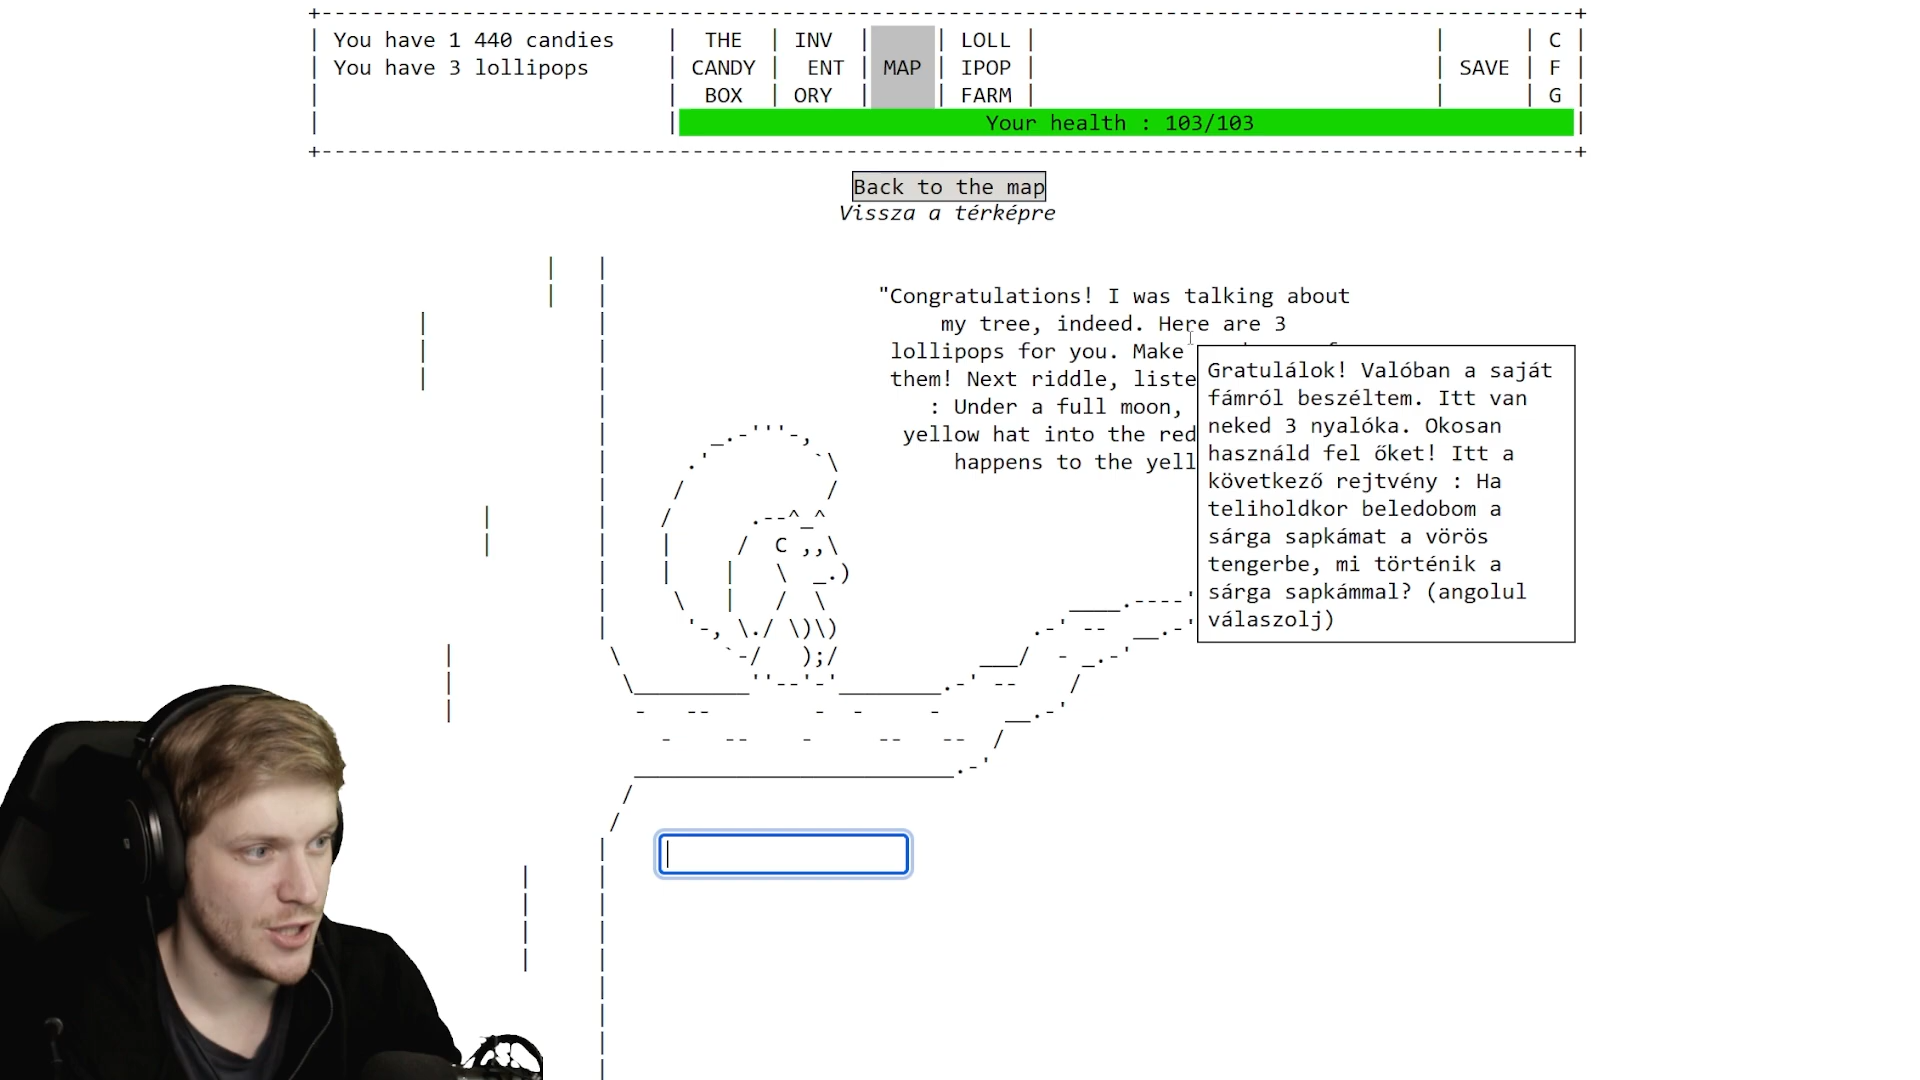 You have 1 440 candies
You have 3 lollipops
THE CANDY BOX
INV ENT ORY
MAP
LOLL IPOP FARM
SAVE
C F G
Your health : 103/103
Back to the map
Vissza a térképre
"Congratulations! I was talking about
my tree, indeed. Here are 3
lollipops for you. Make
them! Next riddle,
: Under a full moon,
yellow hat into the red
happens to the
Gratulálok! Valóban a saját
fámról beszéltem. Itt van
neked 3 nyalóka. Okosan
használd fel őket! Itt a
következő rejtvény : Ha
teliholdkor beledobom a
sárga sapkámat a vörös
tengerbe, mi történik a
sárga sapkámmal? (angolul
válaszolj)